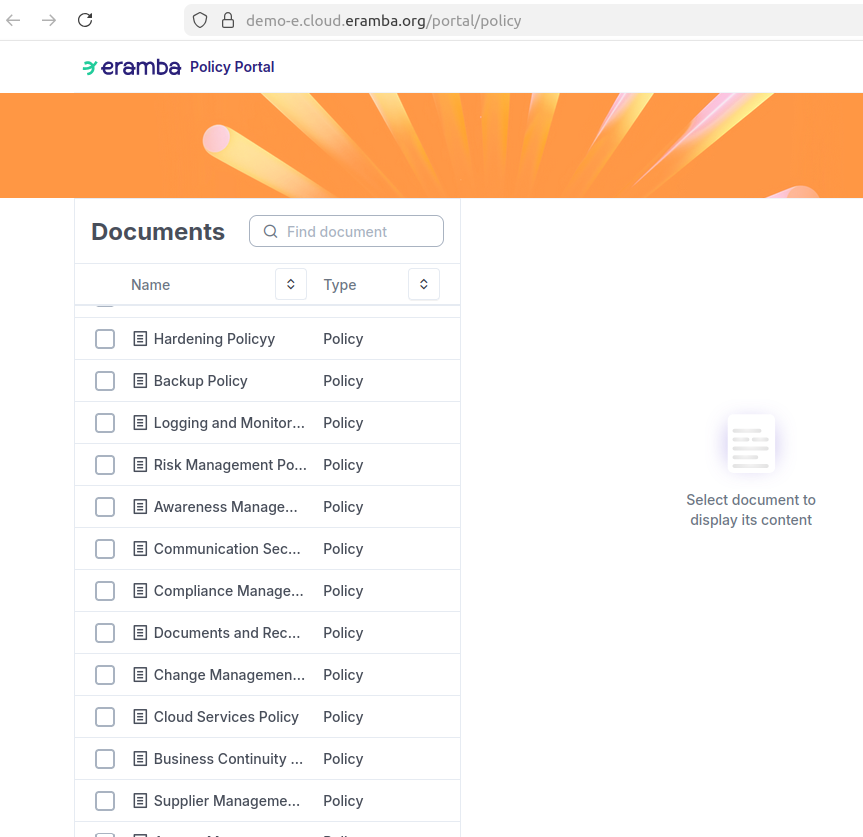 demo-e.cloud.eramba.org/portal/policy
eramba Policy Portal
Documents
Find document
Name Type
Hardening Policyy Policy
Backup Policy Policy
Logging and Monitor... Policy
Risk Management Po... Policy
Awareness Manage... Policy
Communication Sec... Policy
Compliance Manage... Policy
Documents and Rec... Policy
Change Managemen... Policy
Cloud Services Policy Policy
Business Continuity ... Policy
Supplier Manageme... Policy
Select document to
display its content